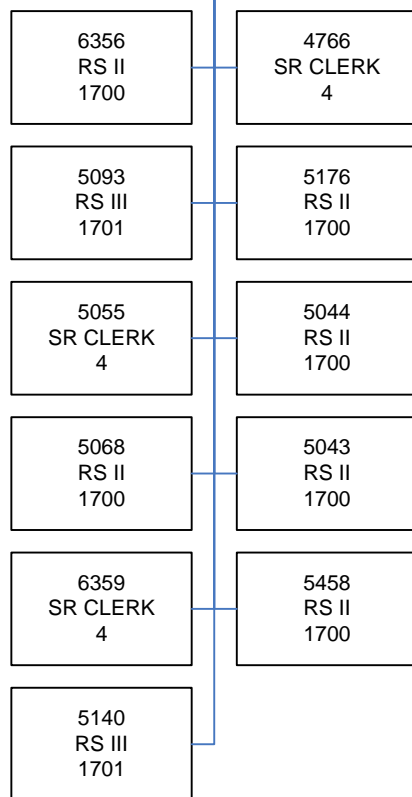 6356
RS II
1700
4766
SR CLERK
4
5093
RS III
1701
5176
RS II
1700
5055
SR CLERK
4
5044
RS II
1700
5068
RS II
1700
5043
RS II
1700
6359
SR CLERK
4
5458
RS II
1700
5140
RS III
1701